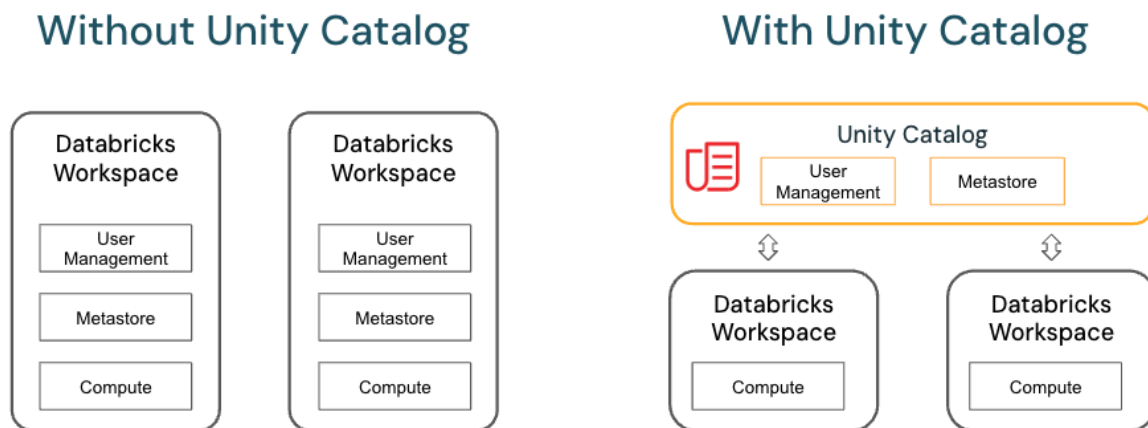 Without Unity Catalog
Databricks
Workspace
User
Management
Metastore
Compute
Databricks
Workspace
User
Management
Metastore
Compute
With Unity Catalog
Unity Catalog
User
Management
Metastore
Databricks
Workspace
Compute
Databricks
Workspace
Compute